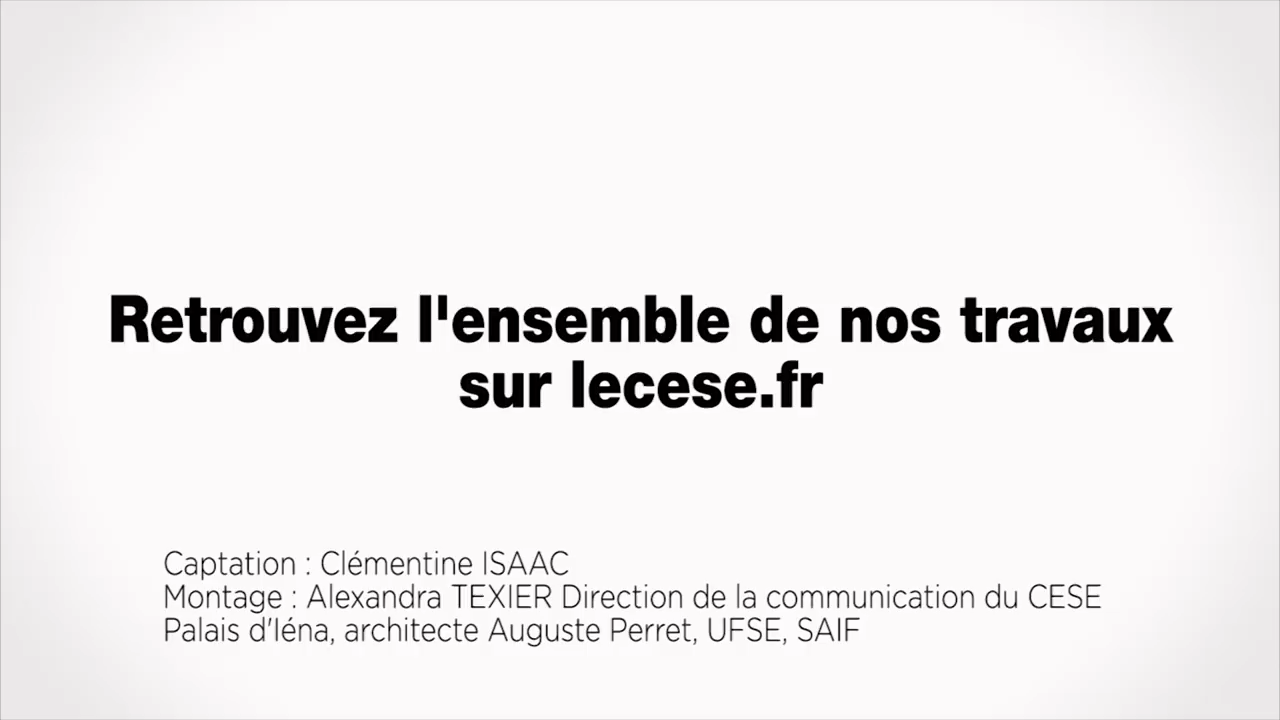 Retrouvez l'ensemble de nos travaux
sur lecese.fr
Captation : Clémentine ISAAC
Montage : Alexandra TEXIER Direction de la communication du CESE
Palais d'Iéna, architecte Auguste Perret, UFSE, SAIF